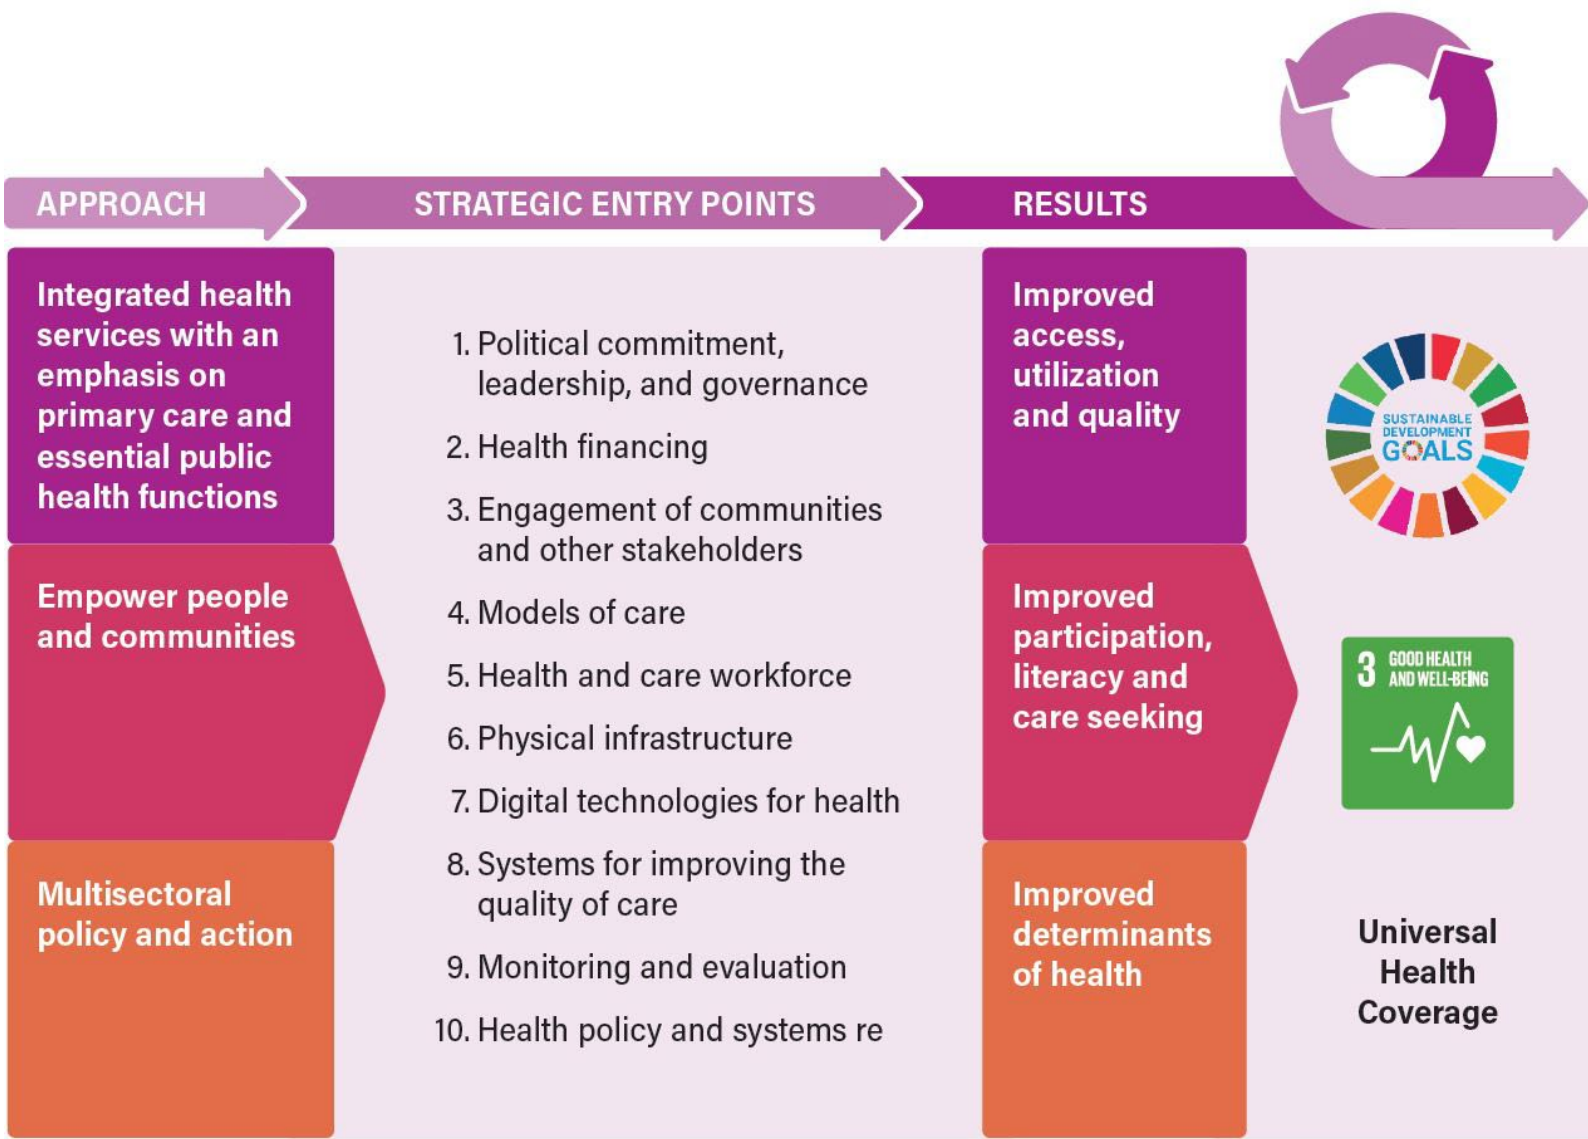 APPROACH
STRATEGIC ENTRY POINTS
RESULTS
Integrated health
services with an
emphasis on
primary care and
essential public
health functions
Empower people
and communities
Multisectoral
policy and action
1. Political commitment,
leadership, and governance
2. Health financing
3. Engagement of communities
and other stakeholders
4. Models of care
5. Health and care workforce
6. Physical infrastructure
7. Digital technologies for health
8. Systems for improving the
quality of care
9. Monitoring and evaluation
10. Health policy and systems re
Improved
access,
utilization
and quality
Improved
participation,
literacy and
care seeking
Improved
determinants
of health
SUSTAINABLE
DEVELOPMENT
GOALS
3 GOOD HEALTH
AND WELL-BEING
Universal
Health
Coverage